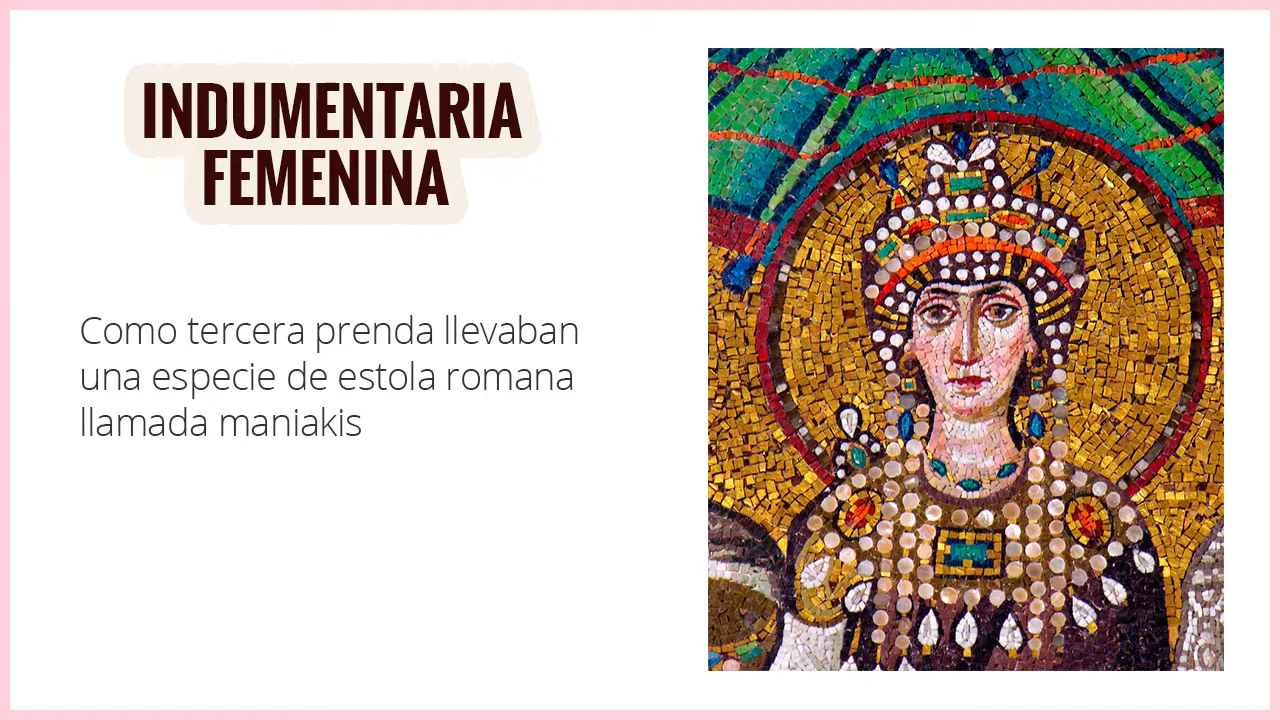 INDUMENTARIA
FEMENINA
Como tercera prenda llevaban
una especie de estola romana
llamada maniakis